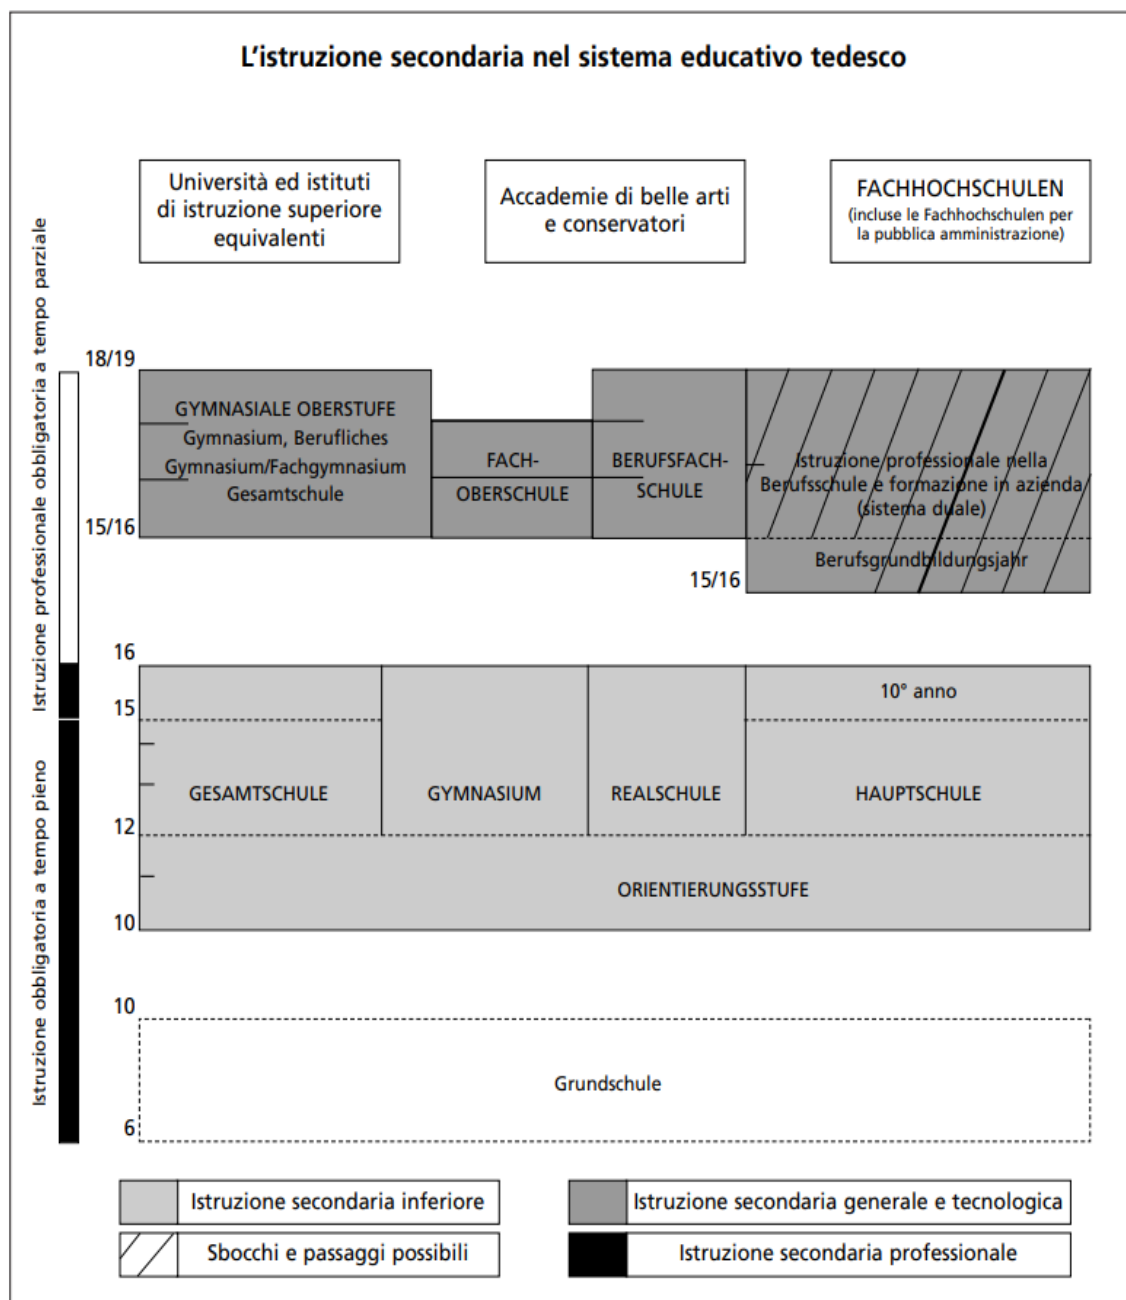 L'istruzione secondaria nel sistema educativo tedesco
Università ed istituti
di istruzione superiore
equivalenti
Accademie di belle arti
e conservatori
FACHHOCHSCHULEN
(incluse le Fachhochschulen per
la pubblica amministrazione)
Istruzione professionale obbligatoria a tempo parziale
18/19
GYMNASIALE OBERSTUFE
Gymnasium, Berufliches
Gymnasium/Fachgymnasium
Gesamtschule
FACH-
OBERSCHULE
BERUFSFACH-
SCHULE
Istruzione professionale nella
Berufsschule e formazione in azienda
(sistema duale)
15/16
Berufsgrundbildungsjahr
15/16
16
10° anno
15
Istruzione obbligatoria a tempo pieno
GESAMTSCHULE
GYMNASIUM
REALSCHULE
HAUPTSCHULE
12
ORIENTIERUNGSSTUFE
10
10
Grundschule
6
Istruzione secondaria inferiore
Istruzione secondaria generale e tecnologica
Sbocchi e passaggi possibili
Istruzione secondaria professionale